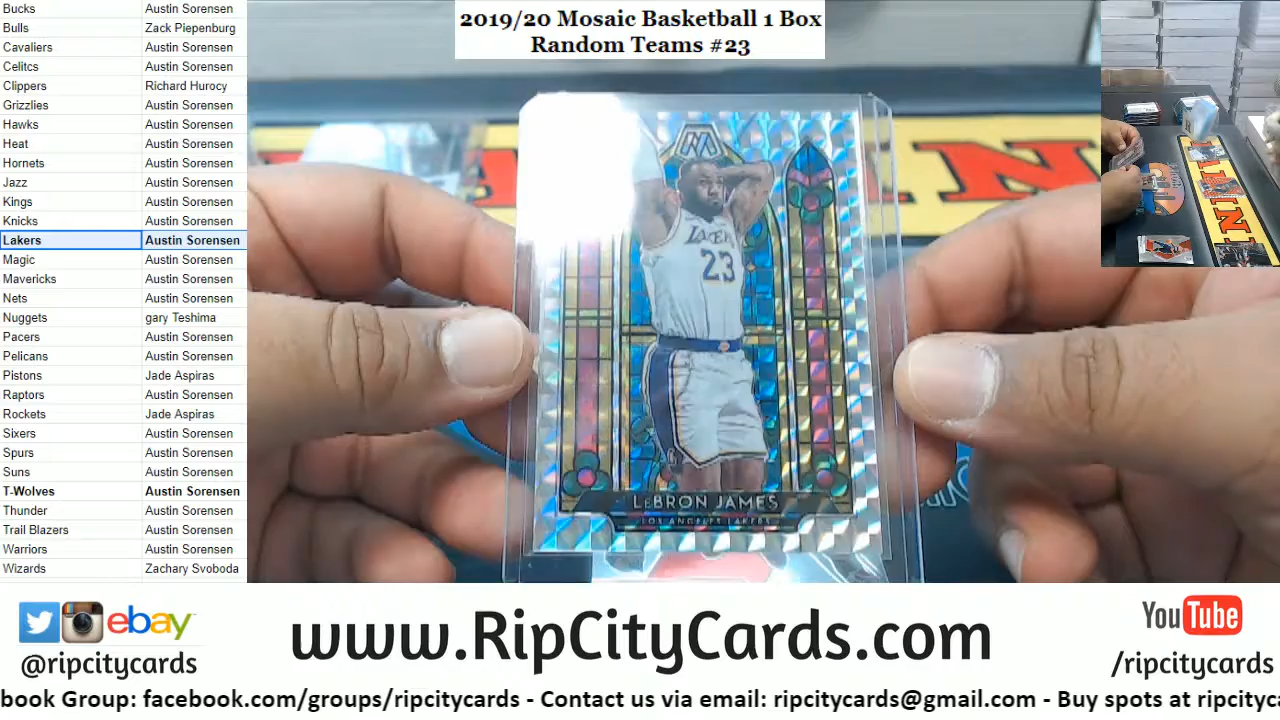 Bucks Austin Sorensen
Bulls Zack Piepenburg
Cavaliers Austin Sorensen
Celitcs Austin Sorensen
Clippers Richard Hurocy
Grizzlies Austin Sorensen
Hawks Austin Sorensen
Heat Austin Sorensen
Hornets Austin Sorensen
Jazz Austin Sorensen
Kings Austin Sorensen
Knicks Austin Sorensen
Lakers Austin Sorensen
Magic Austin Sorensen
Mavericks Austin Sorensen
Nets Austin Sorensen
Nuggets gary Teshima
Pacers Austin Sorensen
Pelicans Austin Sorensen
Pistons Jade Aspiras
Raptors Austin Sorensen
Rockets Jade Aspiras
Sixers Austin Sorensen
Spurs Austin Sorensen
Suns Austin Sorensen
T-Wolves Austin Sorensen
Thunder Austin Sorensen
Trail Blazers Austin Sorensen
Warriors Austin Sorensen
Wizards Zachary Svoboda
2019/20 Mosaic Basketball 1 Box
Random Teams #23
LAKERS
23
LEBRON JAMES
LOS ANGELES LAKERS
ebay
@ripcitycards
www.RipCityCards.com
YouTube
/ripcitycards
book Group: facebook.com/groups/ripcitycards - Contact us via email: ripcitycards@gmail.com - Buy spots at ripcityc